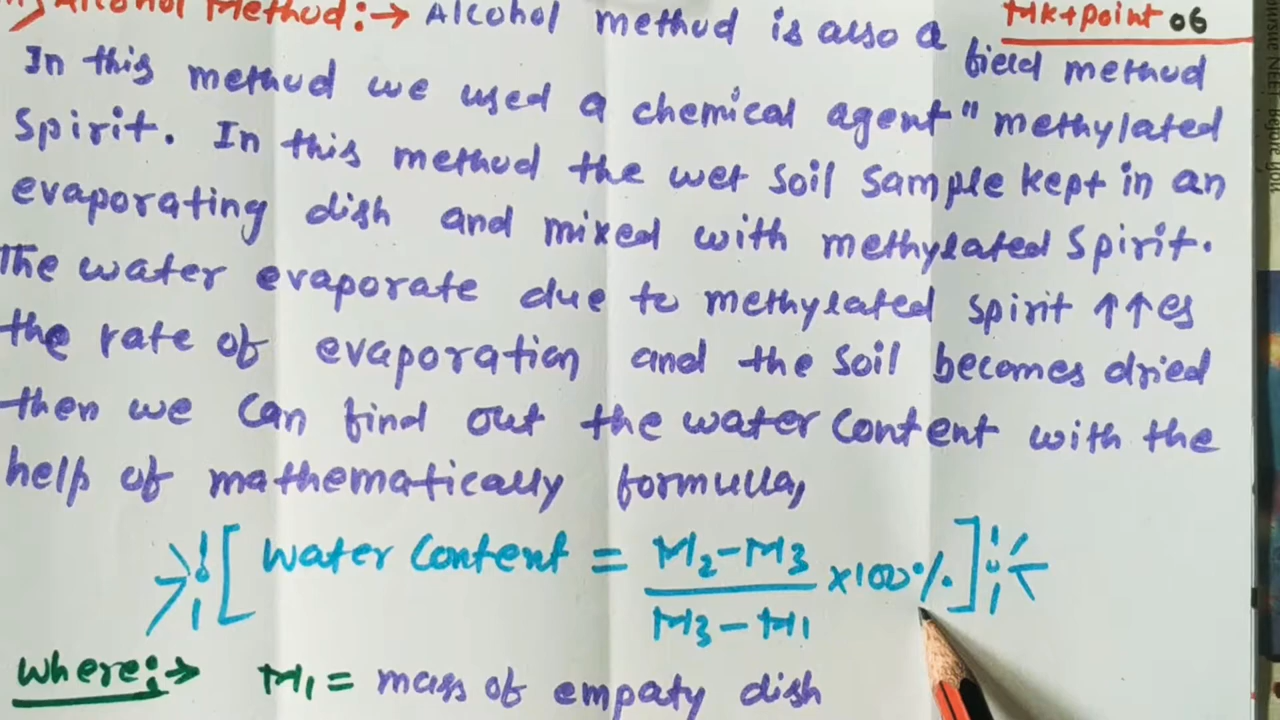 Alcohol Method:→ Alcohol method is also a field method
Mk+point 06
In this method we used a chemical agent "methylated
Spirit. In this method the wet soil sample kept in an
evaporating dish and mixed with methylated spirit.
The water evaporate due to methylated spirit ↑↑es
the rate of evaporation and the soil becomes dried
then we can find out the water content with the
help of mathematically formulla,
[Water Content = M₂-M₃ / M₃-M₁ ×100%]
Where:→ M₁ = mass of empaty dish